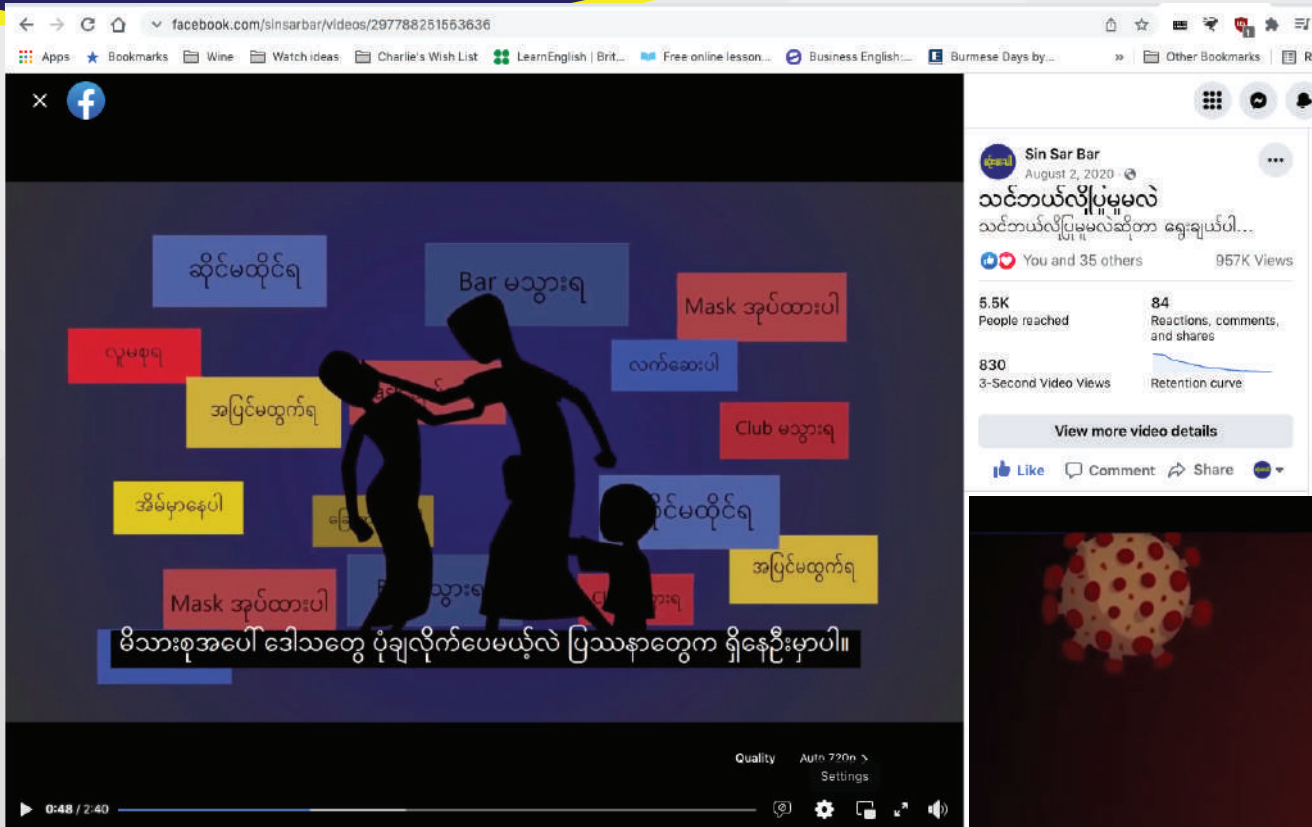 facebook.com/sinsarbar/videos/297788251563636
Apps Bookmarks Wine Watch ideas Charlie's Wish List LearnEnglish | Brit... Free online lesson... Business English:... Burmese Days by... » Other Bookmarks R
Sin Sar Bar
August 2, 2020 ·
သင်ဘယ်လိုပြုမူမလဲ
သင်ဘယ်လိုပြုမူမလဲဆိုတာ ရွေးချယ်ပါ...
You and 35 others 957K Views
5.5K
People reached
84
Reactions, comments,
and shares
830
3-Second Video Views
Retention curve
View more video details
Like Comment Share
ဆိုင်မထိုင်ရ
Bar မသွားရ
Mask အုပ်ထားပါ
လူမစုရ
လက်ဆေးပါ
အပြင်မထွက်ရ
Club မသွားရ
အိမ်မှာနေပါ
ိုင်မထိုင်ရ
အပြင်မထွက်ရ
Mask အုပ်ထားပါ
မိသားစုအပေါ် ဒေါသတွေ ပုံချလိုက်ပေမယ့်လဲ ပြဿနာတွေက ရှိနေဦးမှာပါ။
Quality Auto 720p >
Settings
0:48 / 2:40